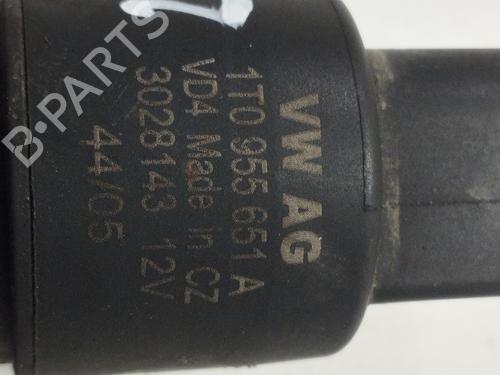 VW AG
1T0 955 651 A
VD4 Made in CZ
3028143 12V
44/05
B-PARTS